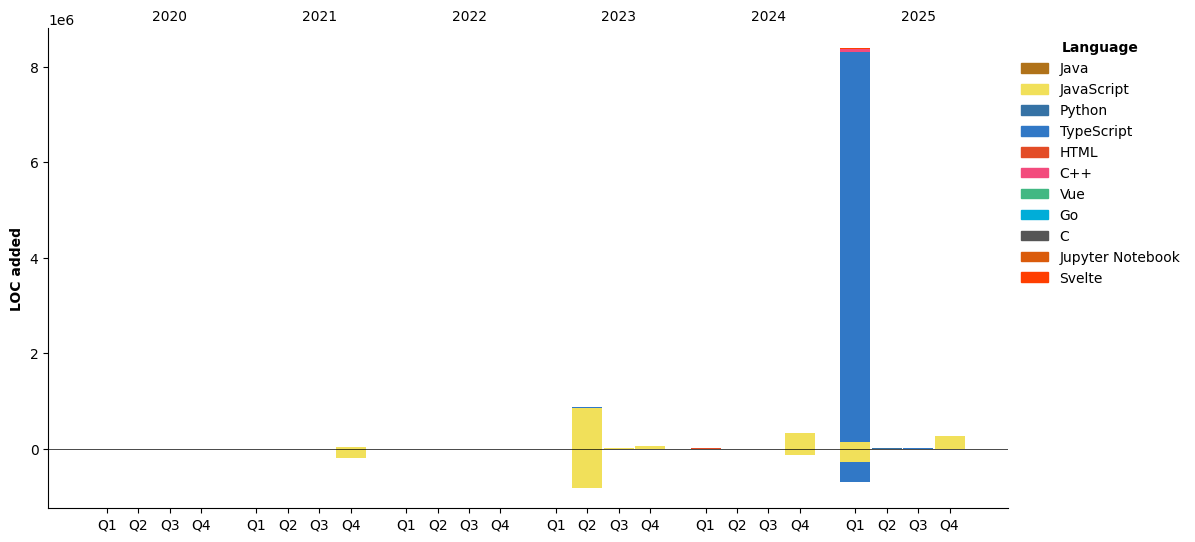 1e6
2020 2021 2022 2023 2024 2025
8
6
4
2
0
LOC added
Q1 Q2 Q3 Q4 Q1 Q2 Q3 Q4 Q1 Q2 Q3 Q4 Q1 Q2 Q3 Q4 Q1 Q2 Q3 Q4 Q1 Q2 Q3 Q4
Language
Java
JavaScript
Python
TypeScript
HTML
C++
Vue
Go
C
Jupyter Notebook
Svelte